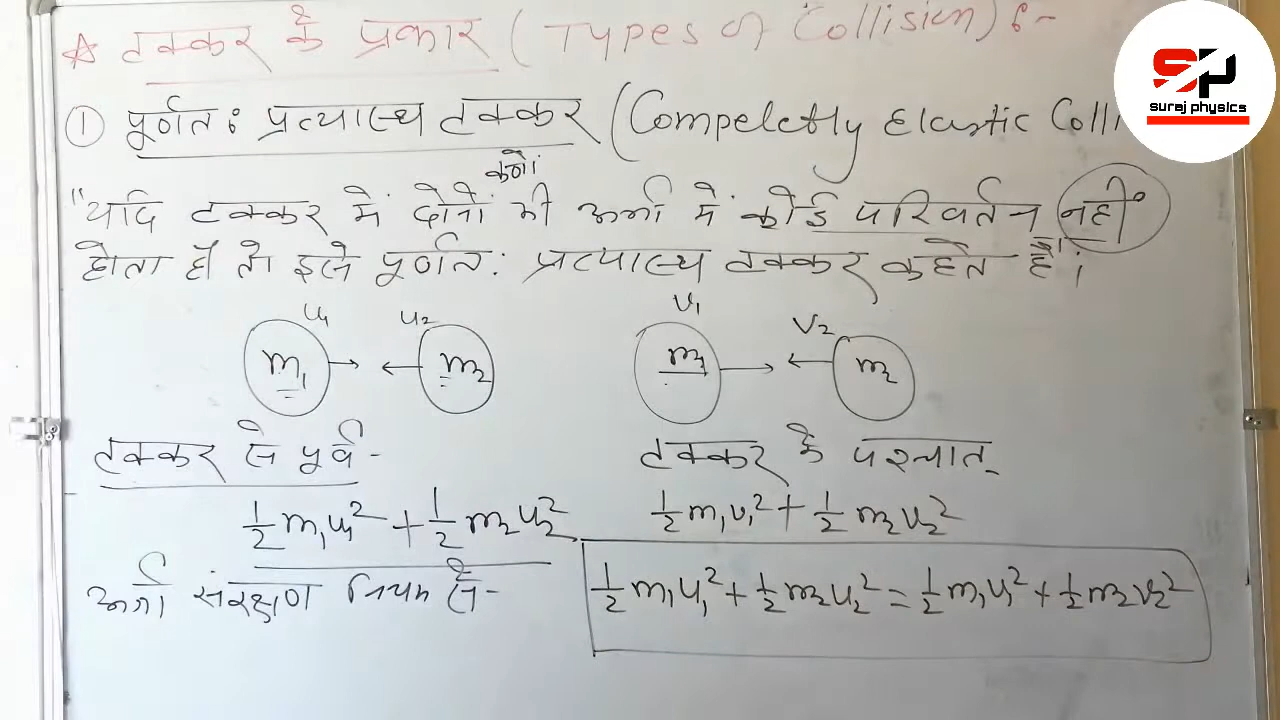 ☆ टक्कर के प्रकार (Types of Collision) :-
SP
suraj physics
① पूर्णतः प्रत्यास्थ टक्कर (Compeletly Elastic Colli
कणों
"यदि टक्कर में दोनों की ऊर्जा में कोई परिवर्तन नहीं
होता है तो इसे पूर्णतः प्रत्यास्थ टक्कर कहते हैं।
u₁ u₂ v₁ v₂
m₁ m₂ m₁ m₂
टक्कर से पूर्व - टक्कर के पश्चात् -
½ m₁u₁² + ½ m₂u₂² ½ m₁v₁² + ½ m₂v₂²
ऊर्जा संरक्षण नियम से- ½ m₁u₁² + ½ m₂u₂² = ½ m₁v₁² + ½ m₂v₂²